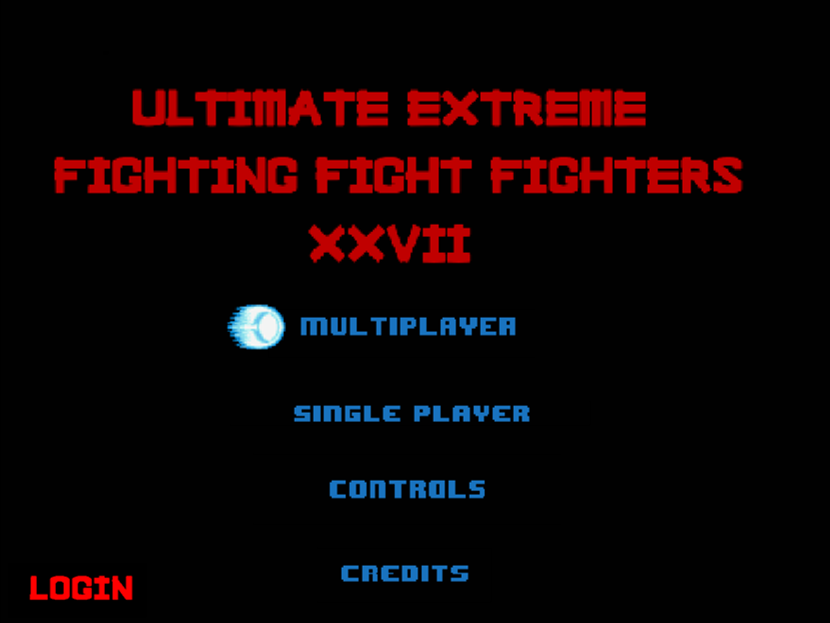 ULTIMATE EXTREME
FIGHTING FIGHT FIGHTERS
XXVII
MULTIPLAYER
SINGLE PLAYER
CONTROLS
CREDITS
LOGIN